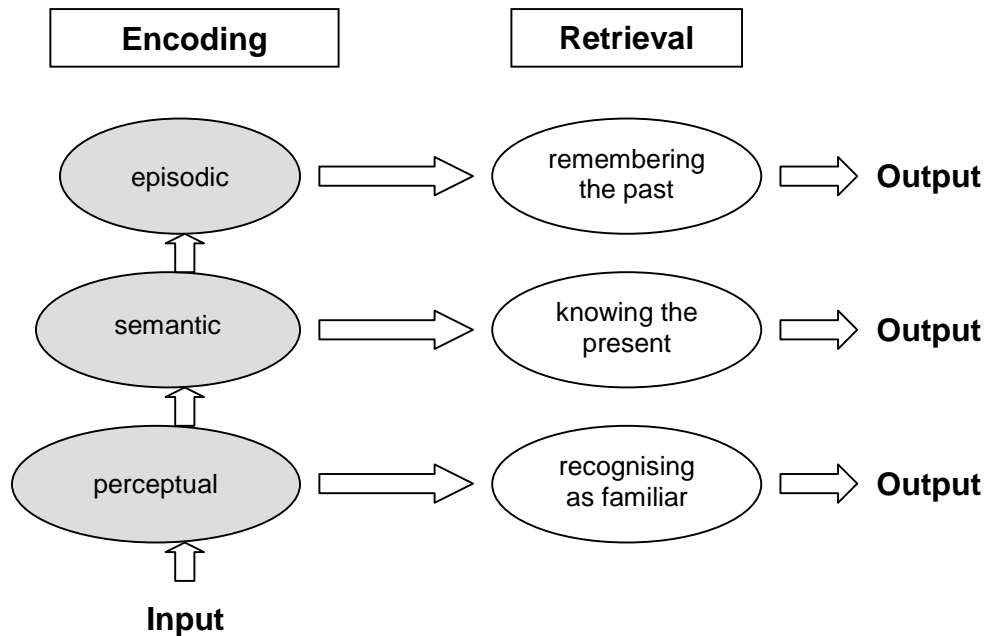 Encoding
Retrieval
episodic
remembering
the past
Output
semantic
knowing the
present
Output
perceptual
recognising
as familiar
Output
Input